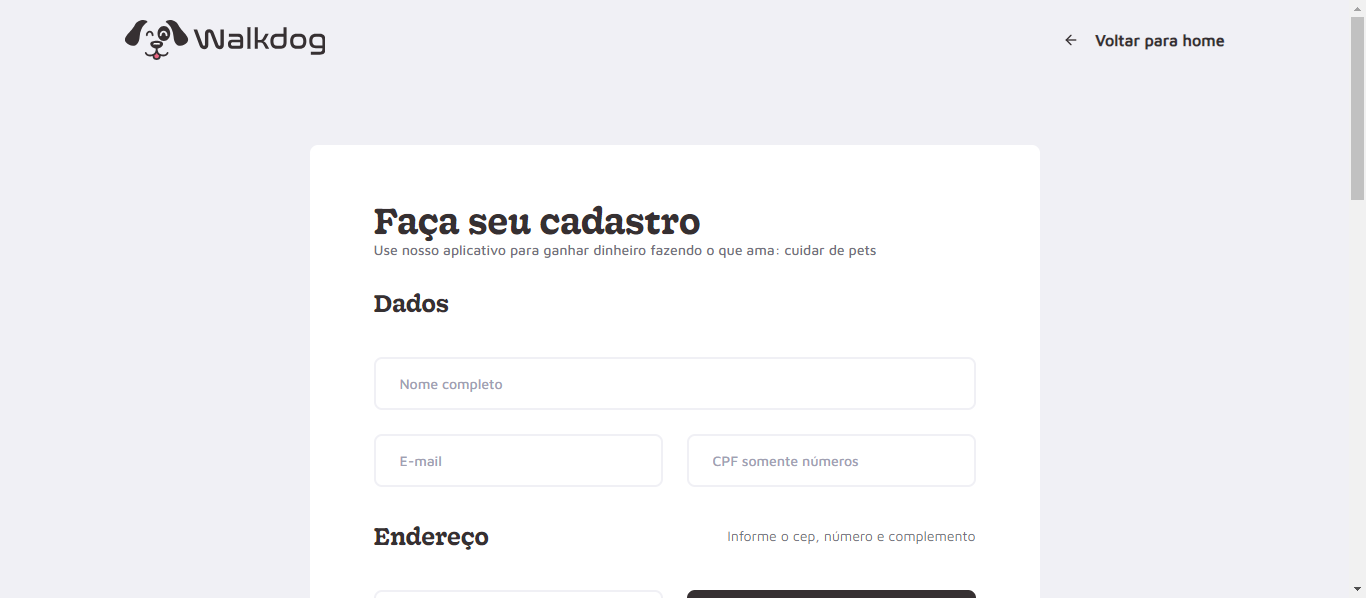 Walkdog
Voltar para home
Faça seu cadastro
Use nosso aplicativo para ganhar dinheiro fazendo o que ama: cuidar de pets
Dados
Nome completo
E-mail
CPF somente números
Endereço
Informe o cep, número e complemento